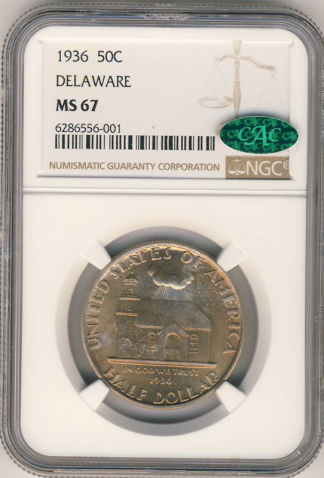 1936 50C
DELAWARE
MS 67
6286556-001
NUMISMATIC GUARANTY CORPORATION
NGC
CAC
UNITED STATES OF AMERICA
IN GOD WE TRUST
1936
HALF DOLLAR